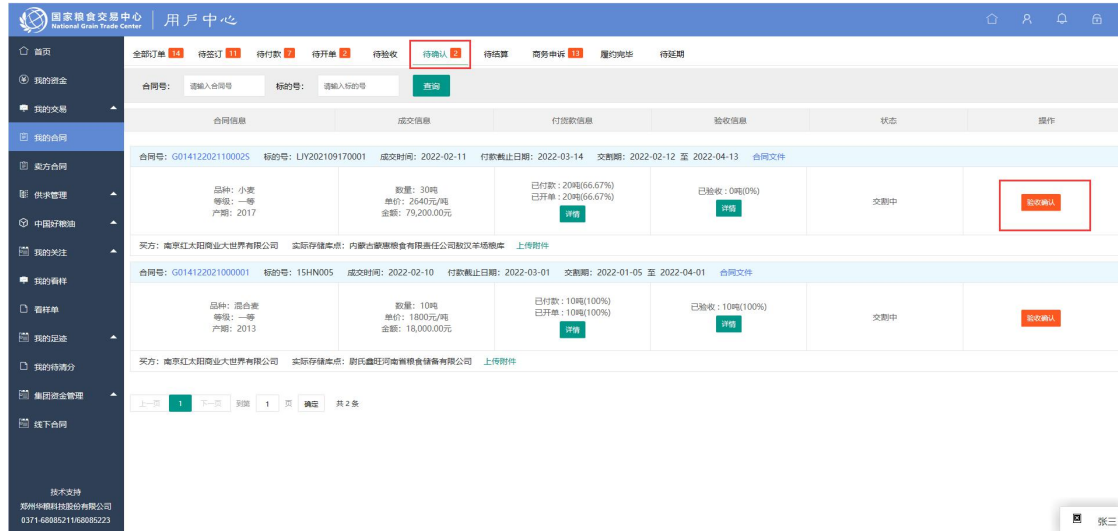 国家粮食交易中心 用戶中心
National Grain Trade Center
首页
我的资金
我的交易
我的合同
卖方合同
供求管理
中国好粮油
我的关注
我的看样
看样单
我的足迹
我的待清分
集团资金管理
线下合同
技术支持
郑州华粮科技股份有限公司
0371-68085211/68085223
全部订单 14 待签订 11 待付款 7 待开单 2 待验收 待确认 2 待结算 商务申诉 13 履约完毕 待延期
合同号： 请输入合同号 标的号： 请输入标的号 查询
合同信息 成交信息 付货款信息 验收信息 状态 操作
合同号：G014122021100025 标的号：LJY202109170001 成交时间：2022-02-11 付款截止日期：2022-03-14 交割期：2022-02-12 至 2022-04-13 合同文件
品种：小麦
等级：一等
产期：2017
数量：30吨
单价：2640元/吨
金额：79,200.00元
已付款：20吨(66.67%)
已开单：20吨(66.67%)
详情
已验收：0吨(0%)
详情
交割中
验收确认
买方：南京红太阳商业大世界有限公司 实际存储库点：内蒙古蒙惠粮食有限责任公司敖汉羊场粮库 上传附件
合同号：G014122021000001 标的号：15HN005 成交时间：2022-02-10 付款截止日期：2022-03-01 交割期：2022-01-05 至 2022-04-01 合同文件
品种：混合麦
等级：一等
产期：2013
数量：10吨
单价：1800元/吨
金额：18,000.00元
已付款：10吨(100%)
已开单：10吨(100%)
详情
已验收：10吨(100%)
详情
交割中
验收确认
买方：南京红太阳商业大世界有限公司 实际存储库点：尉氏鑫旺河南省粮食储备有限公司 上传附件
上一页 1 下一页 到第 1 页 确定 共 2 条
张三